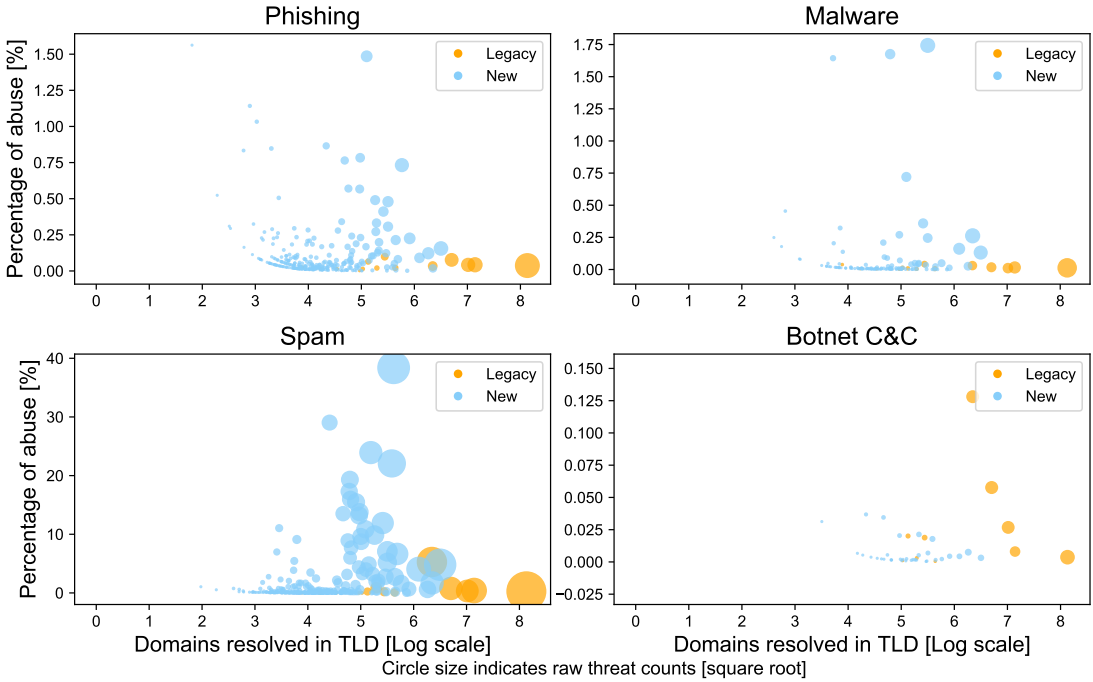 Phishing
Percentage of abuse [%]
1.50
1.25
1.00
0.75
0.50
0.25
0.00
0 1 2 3 4 5 6 7 8
Legacy
New
Malware
1.75
1.50
1.25
1.00
0.75
0.50
0.25
0.00
0 1 2 3 4 5 6 7 8
Legacy
New
Spam
Percentage of abuse [%]
40
30
20
10
0
0 1 2 3 4 5 6 7 8
Domains resolved in TLD [Log scale]
Legacy
New
Botnet C&C
0.150
0.125
0.100
0.075
0.050
0.025
0.000
−0.025
0 1 2 3 4 5 6 7 8
Domains resolved in TLD [Log scale]
Legacy
New
Circle size indicates raw threat counts [square root]